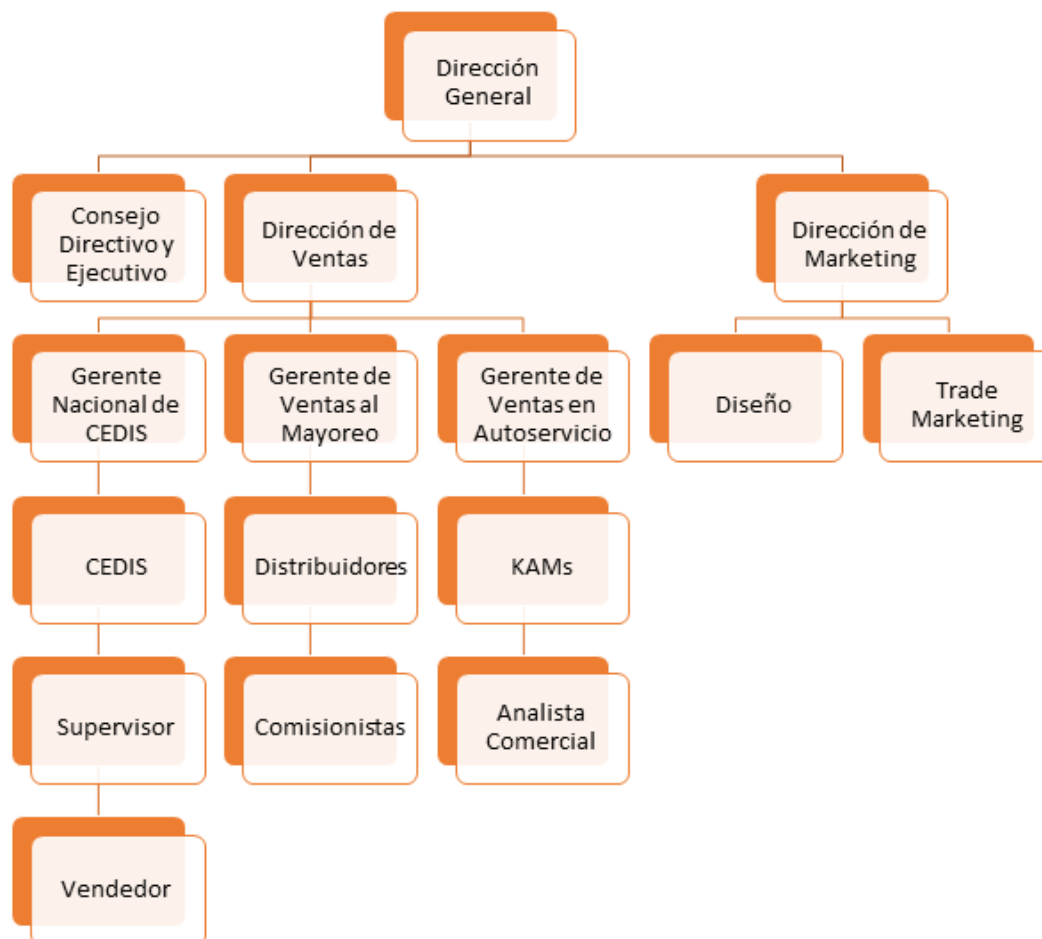 Dirección
General
Consejo
Directivo y
Ejecutivo
Dirección de
Ventas
Dirección de
Marketing
Gerente
Nacional de
CEDIS
Gerente de
Ventas al
Mayoreo
Gerente de
Ventas en
Autoservicio
Diseño
Trade
Marketing
CEDIS
Distribuidores
KAMs
Supervisor
Comisionistas
Analista
Comercial
Vendedor